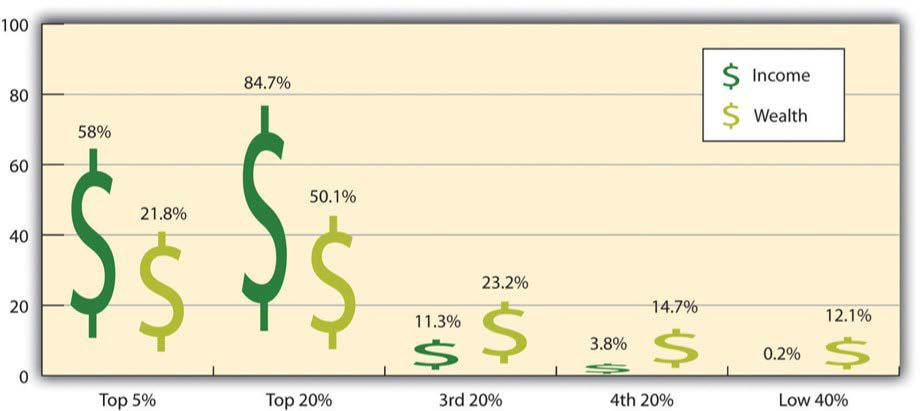 100
80
60
40
20
0
58%
21.8%
84.7%
50.1%
11.3%
23.2%
3.8%
14.7%
0.2%
12.1%
$ Income
$ Wealth
Top 5%
Top 20%
3rd 20%
4th 20%
Low 40%